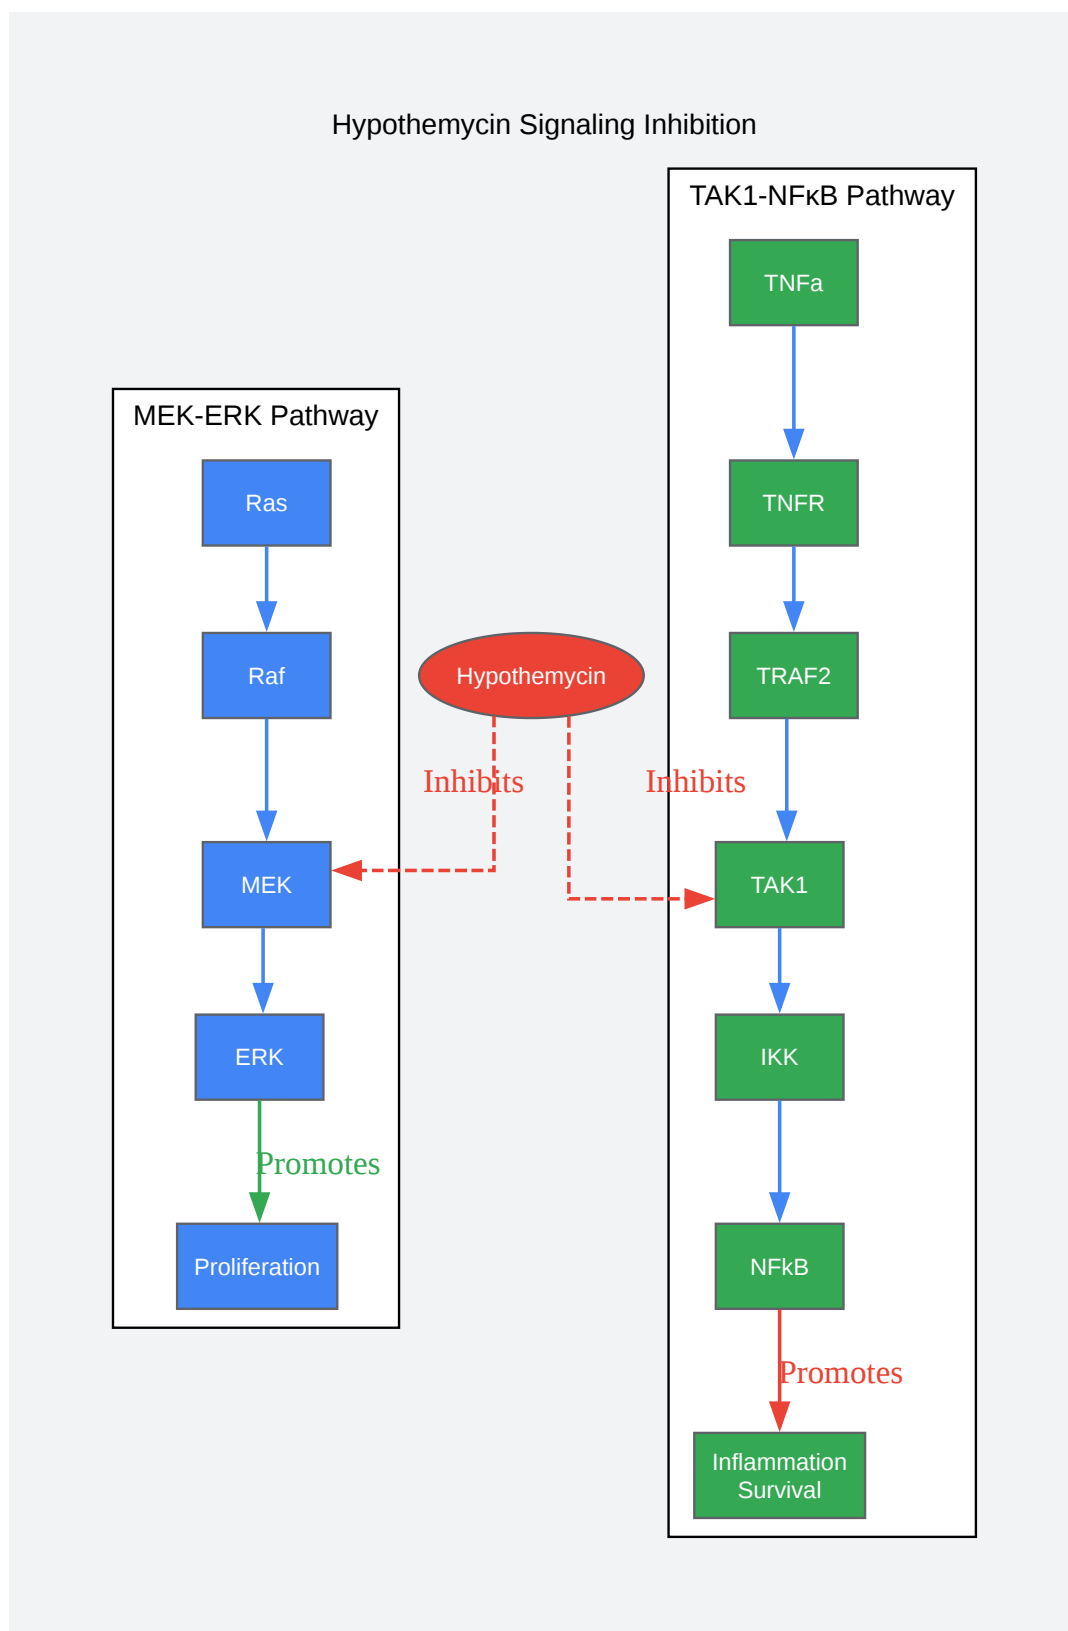 Hypothemycin Signaling Inhibition
MEK-ERK Pathway
Ras
Raf
MEK
ERK
Promotes
Proliferation
Hypothemycin
Inhibits
Inhibits
TAK1-NFκB Pathway
TNFa
TNFR
TRAF2
TAK1
IKK
NFkB
Promotes
Inflammation
Survival